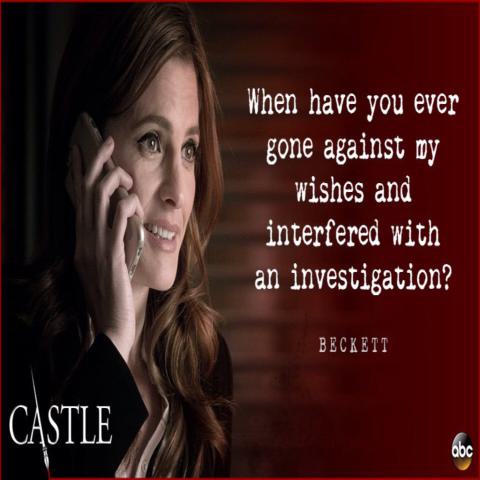 When have you ever
gone against my
wishes and
interfered with
an investigation?
BECKETT
CASTLE
abc